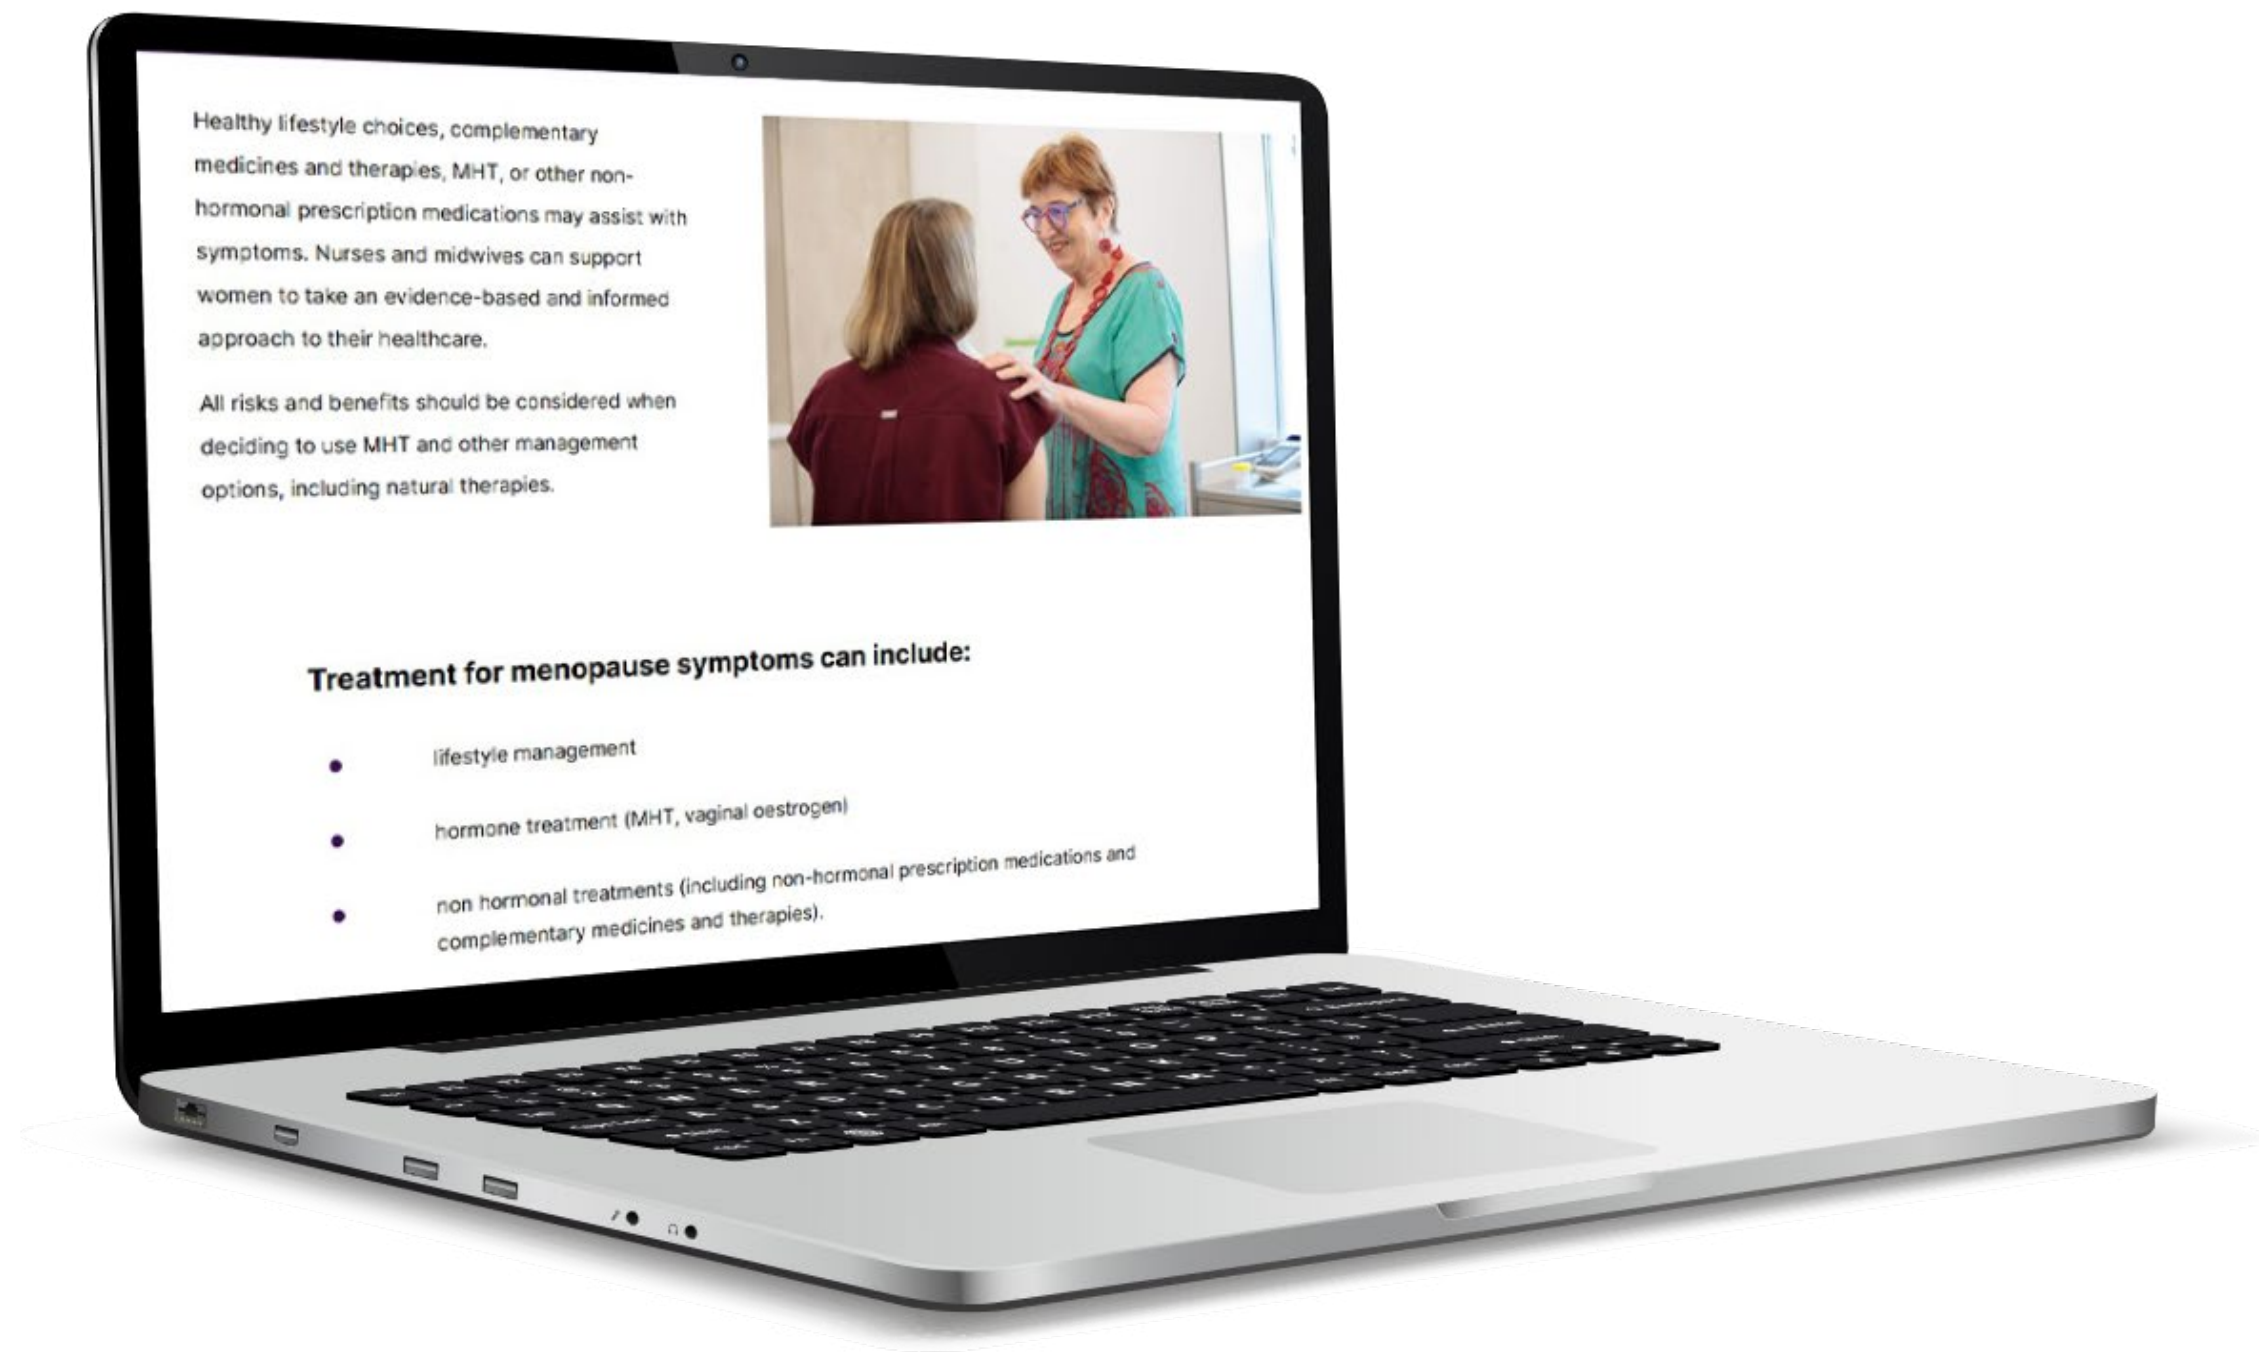 Healthy lifestyle choices, complementary
medicines and therapies, MHT, or other non-
hormonal prescription medications may assist with
symptoms. Nurses and midwives can support
women to take an evidence-based and informed
approach to their healthcare.
All risks and benefits should be considered when
deciding to use MHT and other management
options, including natural therapies.
Treatment for menopause symptoms can include:
lifestyle management
hormone treatment (MHT, vaginal oestrogen)
non hormonal treatments (including non-hormonal prescription medications and
complementary medicines and therapies).